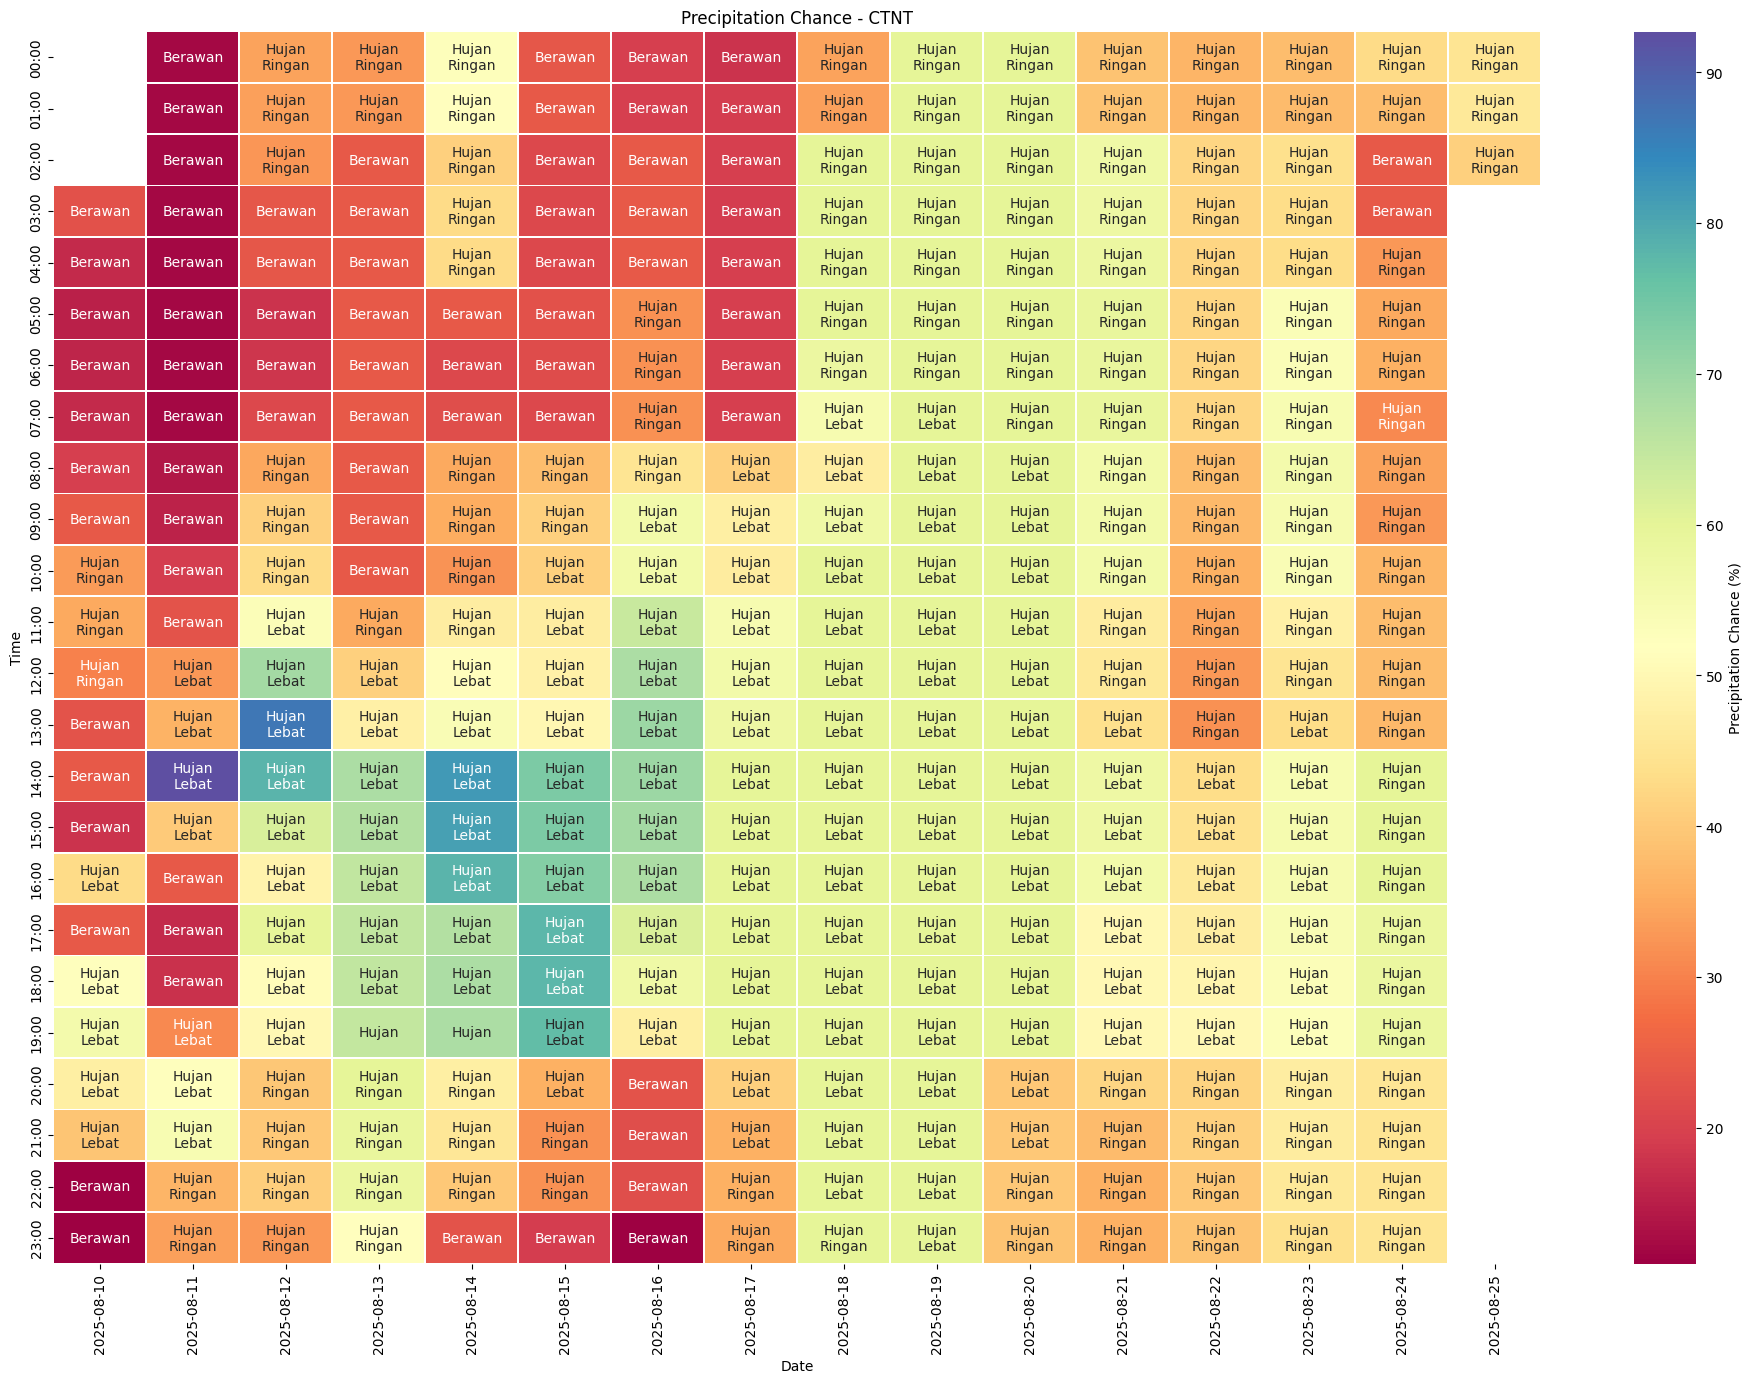 Precipitation Chance - CTNT
00:00 Berawan Hujan Ringan Hujan Ringan Hujan Ringan Berawan Berawan Berawan Hujan Ringan Hujan Ringan Hujan Ringan Hujan Ringan Hujan Ringan Hujan Ringan Hujan Ringan Hujan Ringan
01:00 Berawan Hujan Ringan Hujan Ringan Hujan Ringan Berawan Berawan Berawan Hujan Ringan Hujan Ringan Hujan Ringan Hujan Ringan Hujan Ringan Hujan Ringan Hujan Ringan Hujan Ringan
02:00 Berawan Hujan Ringan Berawan Hujan Ringan Berawan Berawan Berawan Hujan Ringan Hujan Ringan Hujan Ringan Hujan Ringan Hujan Ringan Hujan Ringan Berawan Hujan Ringan
03:00 Berawan Berawan Berawan Berawan Hujan Ringan Berawan Berawan Berawan Hujan Ringan Hujan Ringan Hujan Ringan Hujan Ringan Hujan Ringan Hujan Ringan Berawan
04:00 Berawan Berawan Berawan Berawan Hujan Ringan Berawan Berawan Berawan Hujan Ringan Hujan Ringan Hujan Ringan Hujan Ringan Hujan Ringan Hujan Ringan Hujan Ringan
05:00 Berawan Berawan Berawan Berawan Berawan Berawan Hujan Ringan Berawan Hujan Ringan Hujan Ringan Hujan Ringan Hujan Ringan Hujan Ringan Hujan Ringan Hujan Ringan
06:00 Berawan Berawan Berawan Berawan Berawan Berawan Hujan Ringan Berawan Hujan Ringan Hujan Ringan Hujan Ringan Hujan Ringan Hujan Ringan Hujan Ringan Hujan Ringan
07:00 Berawan Berawan Berawan Berawan Berawan Berawan Hujan Ringan Berawan Hujan Lebat Hujan Lebat Hujan Ringan Hujan Ringan Hujan Ringan Hujan Ringan Hujan Ringan
08:00 Berawan Berawan Hujan Ringan Berawan Hujan Ringan Hujan Ringan Hujan Ringan Hujan Lebat Hujan Lebat Hujan Lebat Hujan Lebat Hujan Ringan Hujan Ringan Hujan Ringan Hujan Ringan
09:00 Berawan Berawan Hujan Ringan Berawan Hujan Ringan Hujan Ringan Hujan Lebat Hujan Lebat Hujan Lebat Hujan Lebat Hujan Lebat Hujan Ringan Hujan Ringan Hujan Ringan Hujan Ringan
10:00 Hujan Ringan Berawan Hujan Ringan Berawan Hujan Ringan Hujan Lebat Hujan Lebat Hujan Lebat Hujan Lebat Hujan Lebat Hujan Lebat Hujan Ringan Hujan Ringan Hujan Ringan Hujan Ringan
11:00 Hujan Ringan Berawan Hujan Lebat Hujan Ringan Hujan Ringan Hujan Lebat Hujan Lebat Hujan Lebat Hujan Lebat Hujan Lebat Hujan Lebat Hujan Ringan Hujan Ringan Hujan Ringan Hujan Ringan
12:00 Hujan Ringan Hujan Lebat Hujan Lebat Hujan Lebat Hujan Lebat Hujan Lebat Hujan Lebat Hujan Lebat Hujan Lebat Hujan Lebat Hujan Lebat Hujan Ringan Hujan Ringan Hujan Ringan Hujan Ringan
13:00 Berawan Hujan Lebat Hujan Lebat Hujan Lebat Hujan Lebat Hujan Lebat Hujan Lebat Hujan Lebat Hujan Lebat Hujan Lebat Hujan Lebat Hujan Lebat Hujan Ringan Hujan Lebat Hujan Ringan
14:00 Berawan Hujan Lebat Hujan Lebat Hujan Lebat Hujan Lebat Hujan Lebat Hujan Lebat Hujan Lebat Hujan Lebat Hujan Lebat Hujan Lebat Hujan Lebat Hujan Lebat Hujan Lebat Hujan Ringan
15:00 Berawan Hujan Lebat Hujan Lebat Hujan Lebat Hujan Lebat Hujan Lebat Hujan Lebat Hujan Lebat Hujan Lebat Hujan Lebat Hujan Lebat Hujan Lebat Hujan Lebat Hujan Lebat Hujan Ringan
16:00 Hujan Lebat Berawan Hujan Lebat Hujan Lebat Hujan Lebat Hujan Lebat Hujan Lebat Hujan Lebat Hujan Lebat Hujan Lebat Hujan Lebat Hujan Lebat Hujan Lebat Hujan Lebat Hujan Ringan
17:00 Berawan Berawan Hujan Lebat Hujan Lebat Hujan Lebat Hujan Lebat Hujan Lebat Hujan Lebat Hujan Lebat Hujan Lebat Hujan Lebat Hujan Lebat Hujan Lebat Hujan Lebat Hujan Ringan
18:00 Hujan Lebat Berawan Hujan Lebat Hujan Lebat Hujan Lebat Hujan Lebat Hujan Lebat Hujan Lebat Hujan Lebat Hujan Lebat Hujan Lebat Hujan Lebat Hujan Lebat Hujan Lebat Hujan Ringan
19:00 Hujan Lebat Hujan Lebat Hujan Lebat Hujan Hujan Hujan Lebat Hujan Lebat Hujan Lebat Hujan Lebat Hujan Lebat Hujan Lebat Hujan Lebat Hujan Lebat Hujan Lebat Hujan Ringan
20:00 Hujan Lebat Hujan Lebat Hujan Ringan Hujan Ringan Hujan Ringan Hujan Lebat Berawan Hujan Lebat Hujan Lebat Hujan Lebat Hujan Lebat Hujan Ringan Hujan Ringan Hujan Ringan Hujan Ringan
21:00 Hujan Lebat Hujan Lebat Hujan Ringan Hujan Ringan Hujan Ringan Hujan Ringan Berawan Hujan Lebat Hujan Lebat Hujan Lebat Hujan Lebat Hujan Ringan Hujan Ringan Hujan Ringan Hujan Ringan
22:00 Berawan Hujan Ringan Hujan Ringan Hujan Ringan Hujan Ringan Hujan Ringan Berawan Hujan Ringan Hujan Lebat Hujan Lebat Hujan Ringan Hujan Ringan Hujan Ringan Hujan Ringan Hujan Ringan
23:00 Berawan Hujan Ringan Hujan Ringan Hujan Ringan Berawan Berawan Berawan Hujan Ringan Hujan Ringan Hujan Lebat Hujan Ringan Hujan Ringan Hujan Ringan Hujan Ringan Hujan Ringan
Time
2025-08-10 2025-08-11 2025-08-12 2025-08-13 2025-08-14 2025-08-15 2025-08-16 2025-08-17 2025-08-18 2025-08-19 2025-08-20 2025-08-21 2025-08-22 2025-08-23 2025-08-24 2025-08-25
Date
90
80
70
60
50
40
30
20
Precipitation Chance (%)